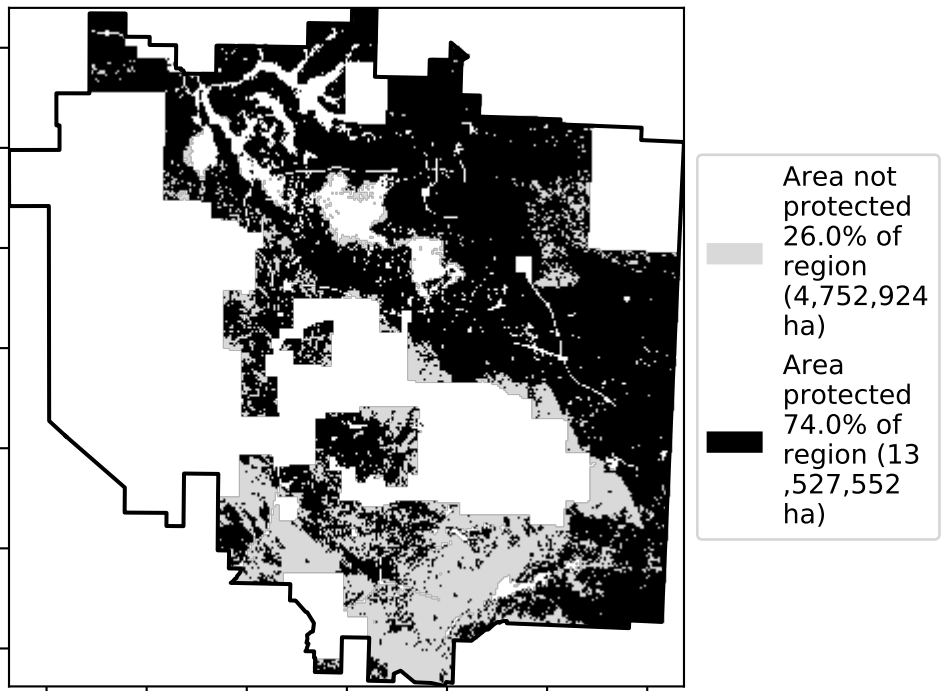 Area not
protected
26.0% of
region
(4,752,924
ha)
Area
protected
74.0% of
region (13
,527,552
ha)